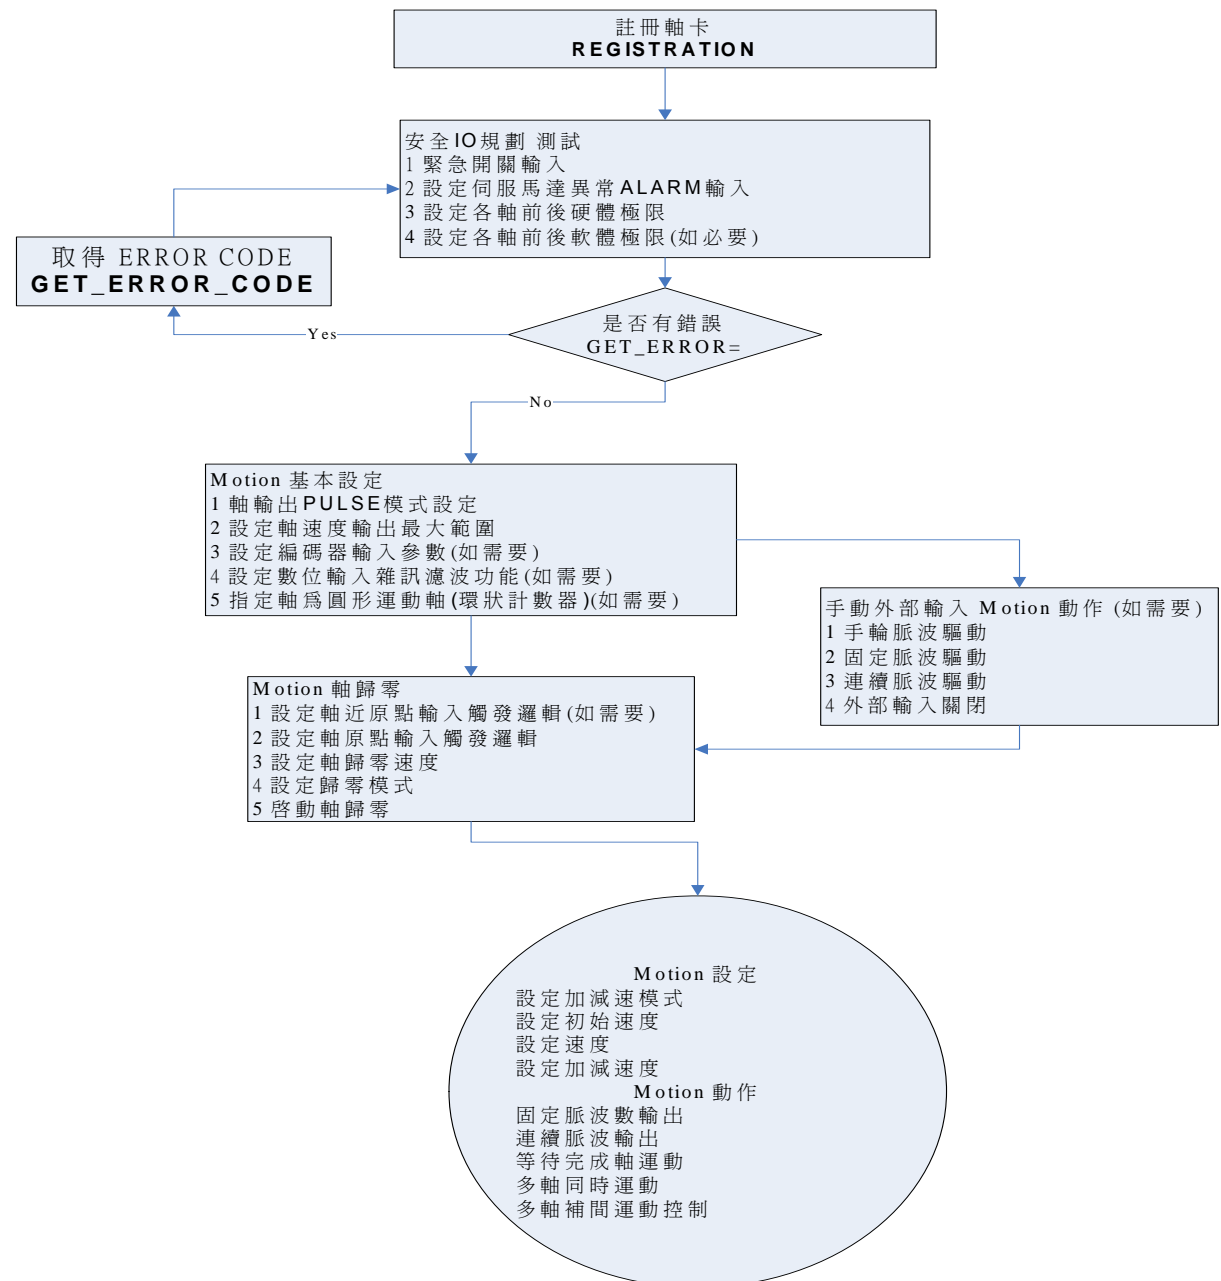 註冊軸卡
REGISTRATION
安全IO規劃 測試
1 緊急開關輸入
2 設定伺服馬達異常ALARM輸入
3 設定各軸前後硬體極限
4 設定各軸前後軟體極限(如必要)
取得 ERROR CODE
GET_ERROR_CODE
是否有錯誤
GET_ERROR=
Yes
No
Motion 基本設定
1 軸輸出PULSE模式設定
2 設定軸速度輸出最大範圍
3 設定編碼器輸入參數(如需要)
4 設定數位輸入雜訊濾波功能(如需要)
5 指定軸爲圓形運動軸(環狀計數器)(如需要)
手動外部輸入 Motion 動作 (如需要)
1 手輪脈波驅動
2 固定脈波驅動
3 連續脈波驅動
4 外部輸入關閉
Motion 軸歸零
1 設定軸近原點輸入觸發邏輯(如需要)
2 設定軸原點輸入觸發邏輯
3 設定軸歸零速度
4 設定歸零模式
5 啓動軸歸零
Motion 設定
設定加減速模式
設定初始速度
設定速度
設定加減速度
Motion 動作
固定脈波數輸出
連續脈波輸出
等待完成軸運動
多軸同時運動
多軸補間運動控制